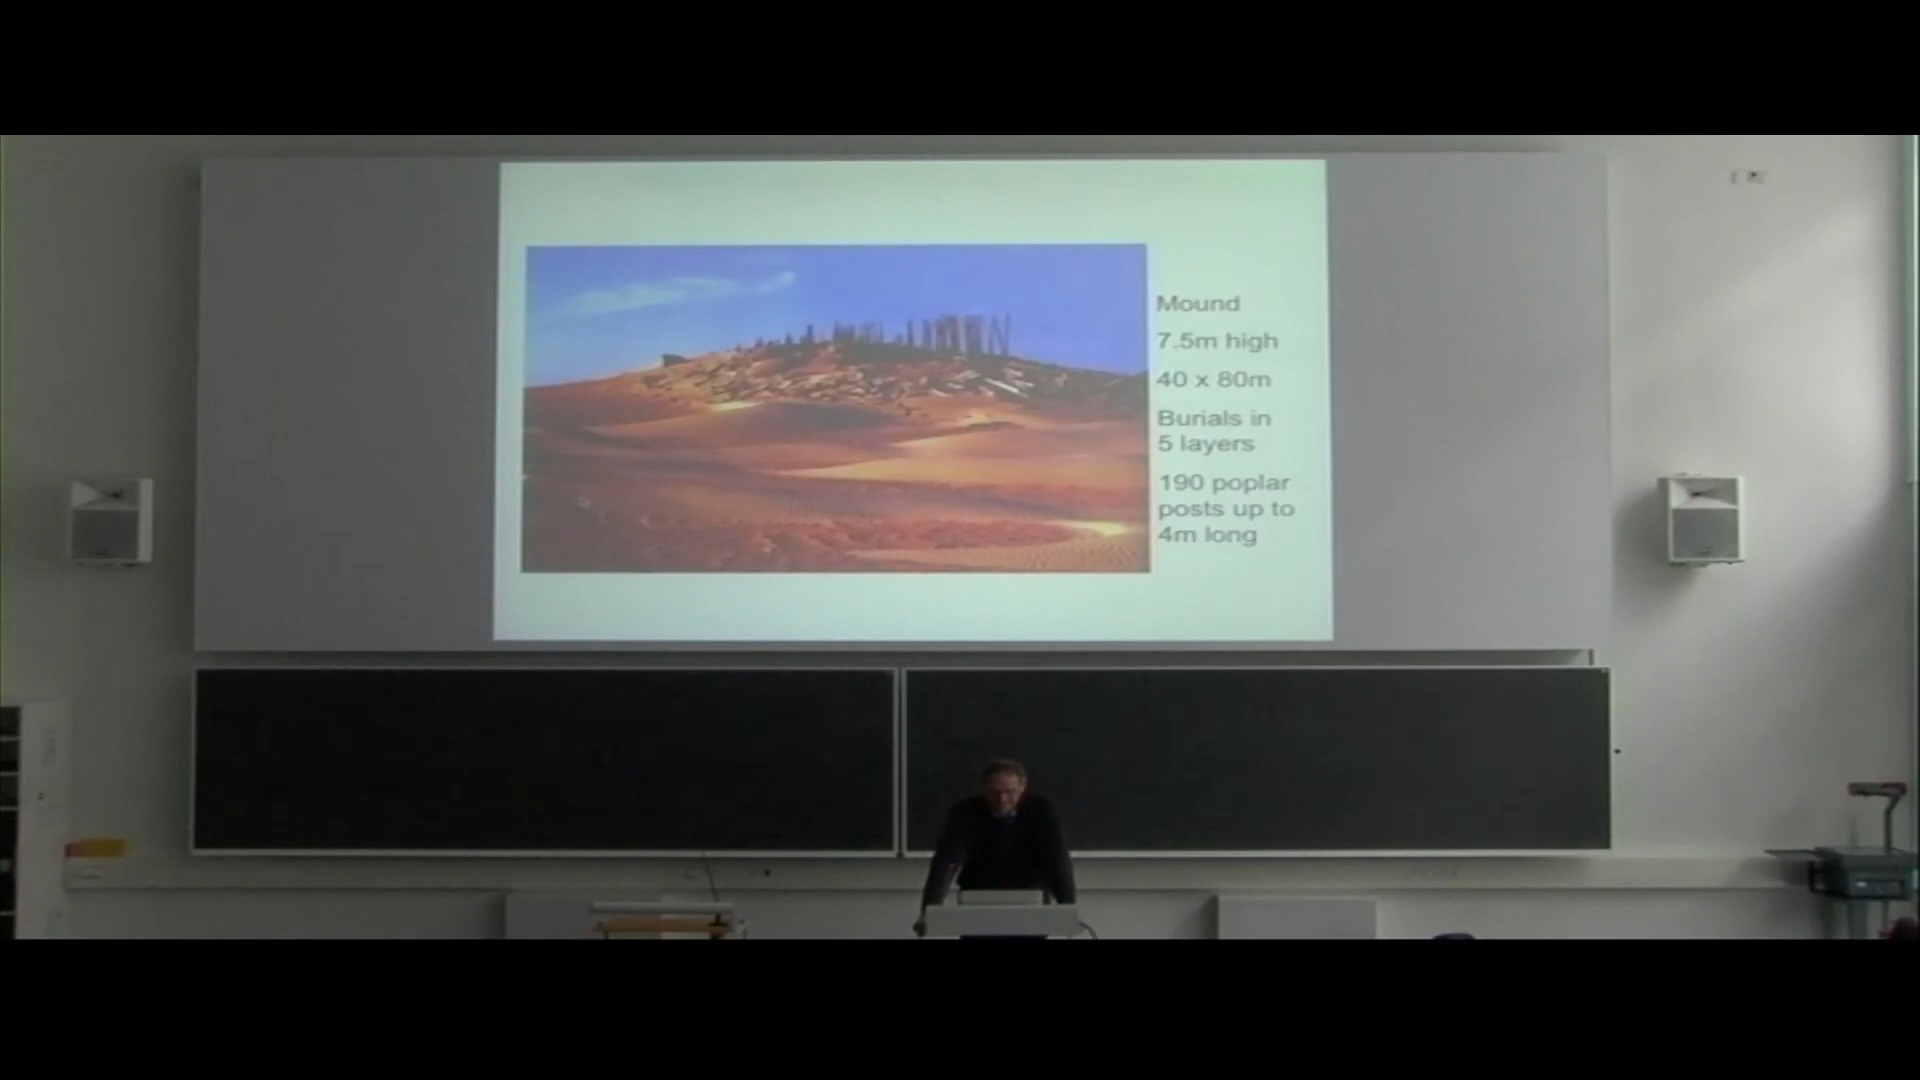 Mound
7.5m high
40 x 80m
Burials in
5 layers
190 poplar
posts up to
4m long